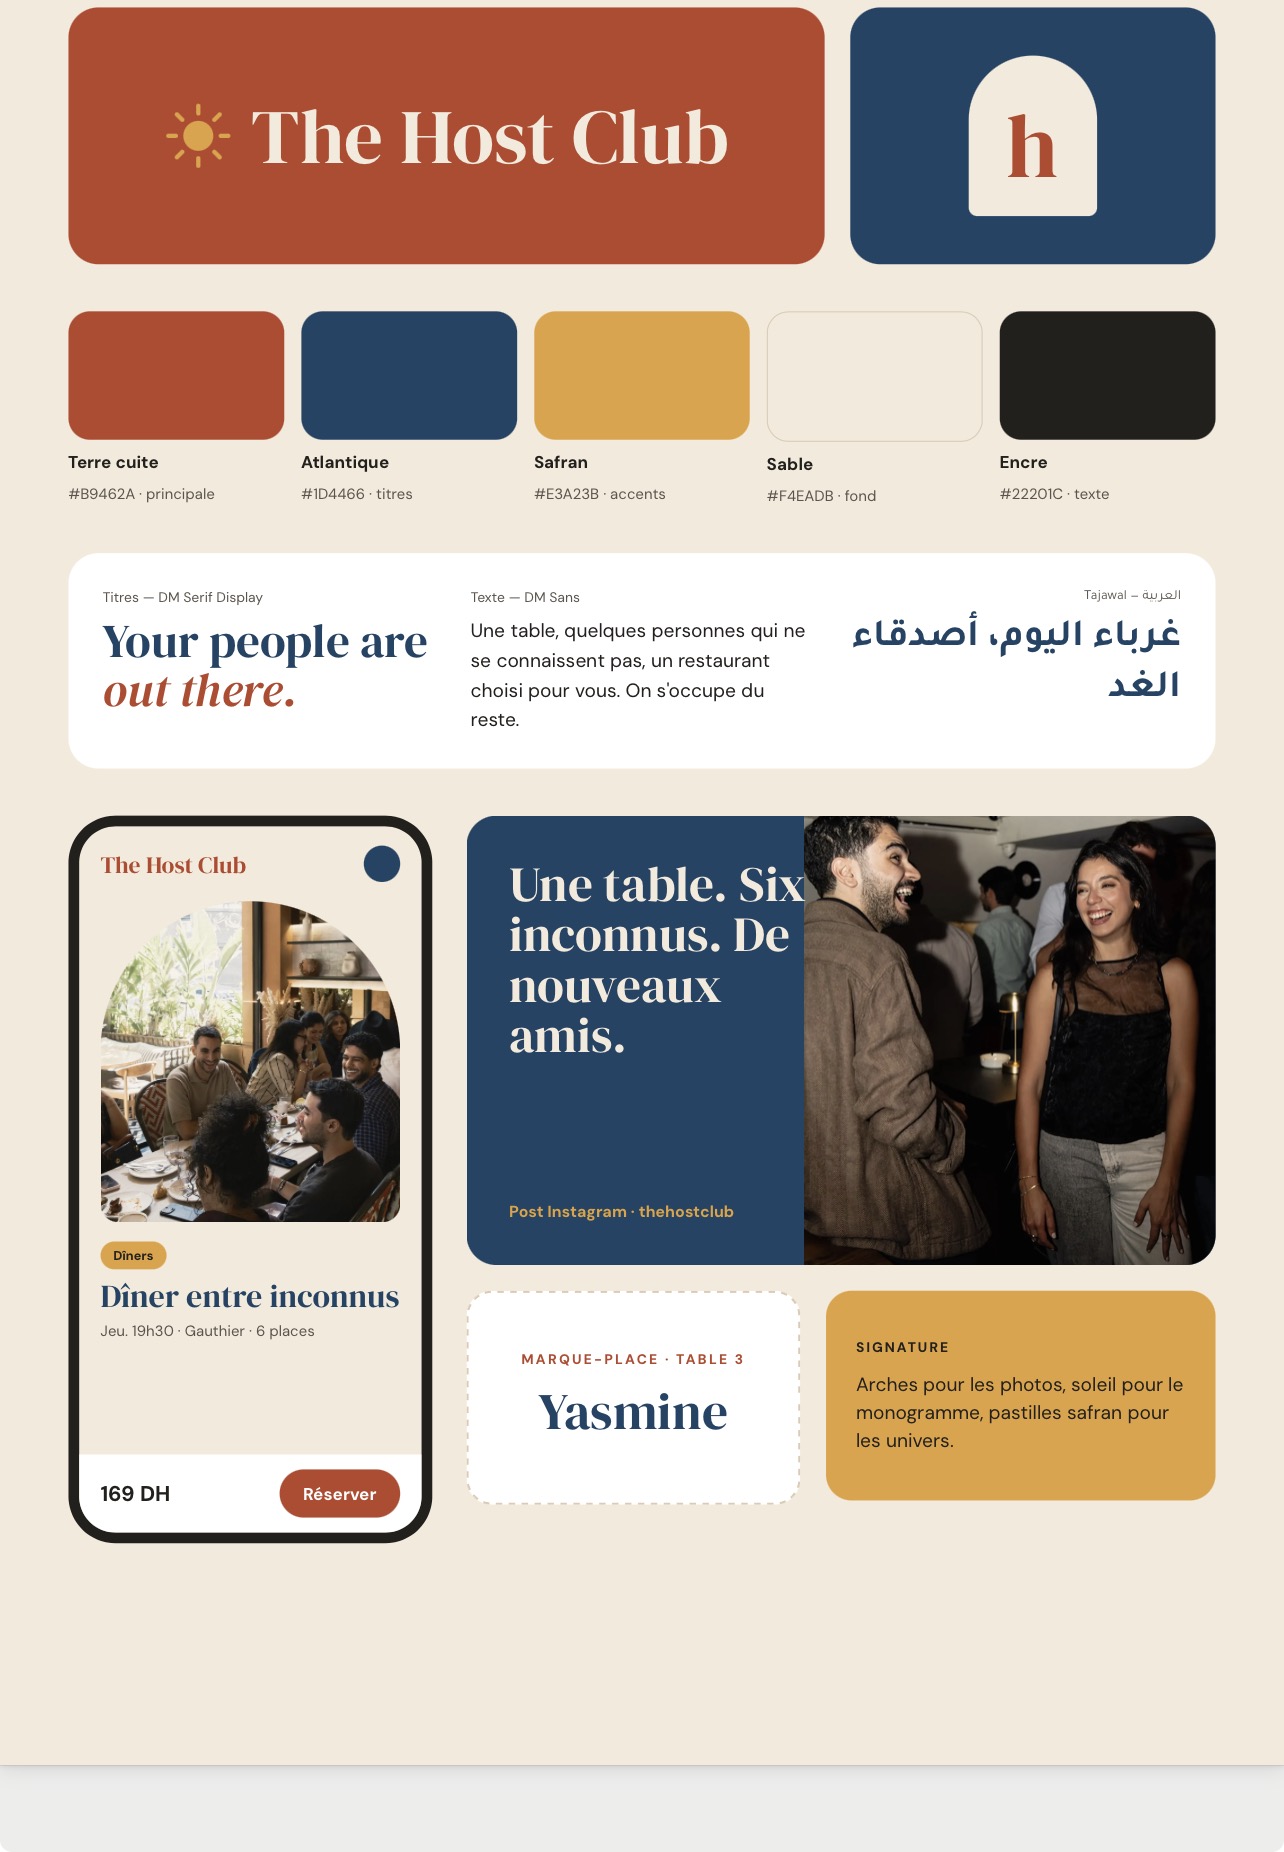 The Host Club
h
Terre cuite
#B9462A · principale
Atlantique
#1D4466 · titres
Safran
#E3A23B · accents
Sable
#F4EADB · fond
Encre
#22201C · texte
Titres — DM Serif Display
Your people are
out there.
Texte — DM Sans
Une table, quelques personnes qui ne
se connaissent pas, un restaurant
choisi pour vous. On s'occupe du
reste.
العربية – Tajawal
غرباء اليوم، أصدقاء
الغد
The Host Club
Dîners
Dîner entre inconnus
Jeu. 19h30 · Gauthier · 6 places
169 DH
Réserver
Une table. Six
inconnus. De
nouveaux
amis.
Post Instagram · thehostclub
MARQUE-PLACE · TABLE 3
Yasmine
SIGNATURE
Arches pour les photos, soleil pour le
monogramme, pastilles safran pour
les univers.